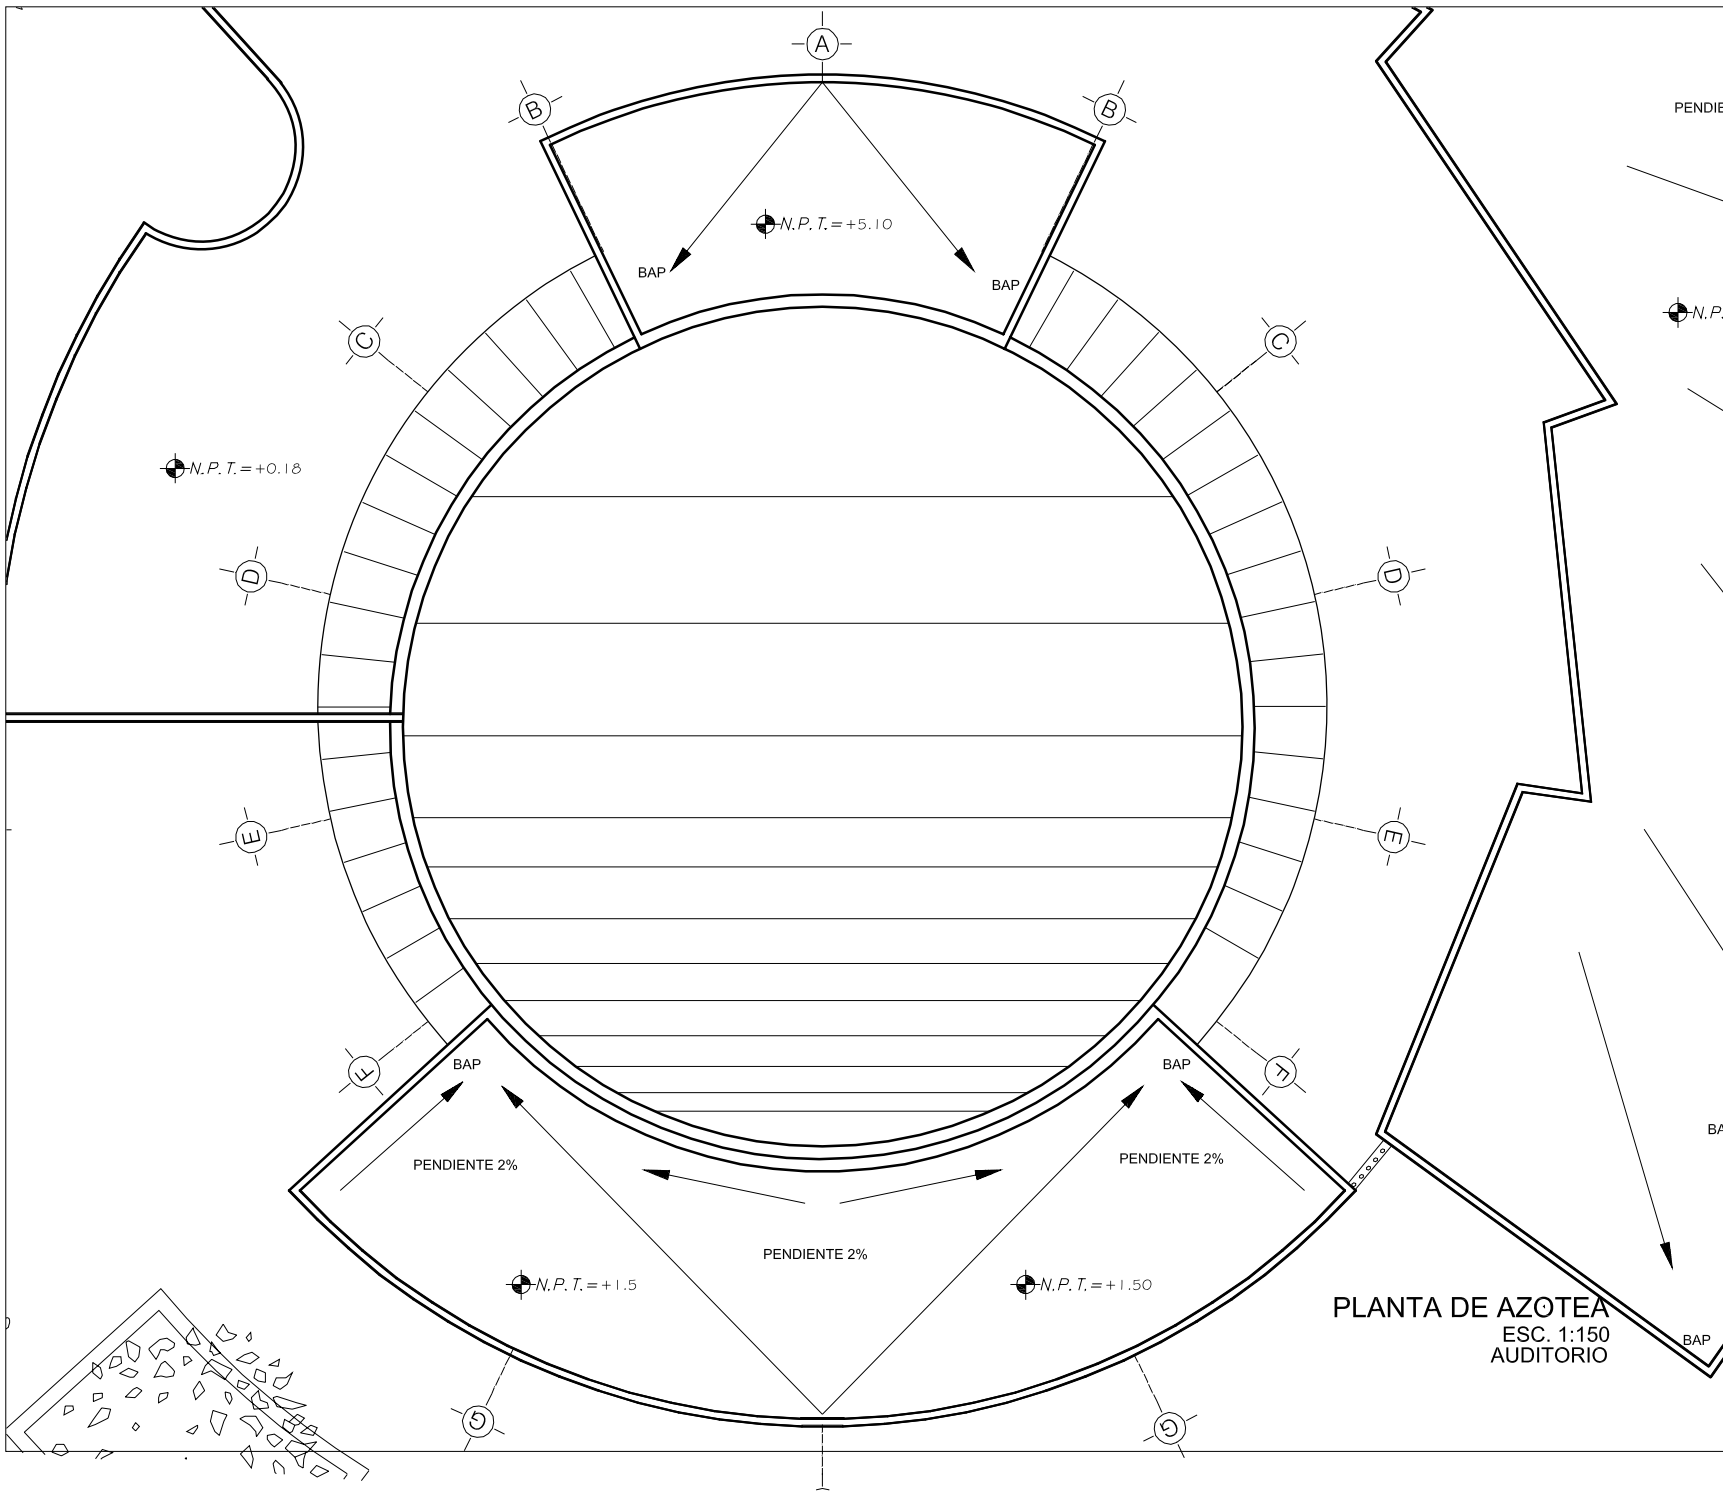 A
B
B
PENDIE
N.P.T.=+5.10
BAP
BAP
N.P.
C
C
N.P.T.=+0.18
D
D
E
E
F
F
BAP
BAP
BA
PENDIENTE 2%
PENDIENTE 2%
PENDIENTE 2%
N.P.T.=+1.5
N.P.T.=+1.50
PLANTA DE AZOTEA
ESC. 1:150
AUDITORIO
BAP
G
G